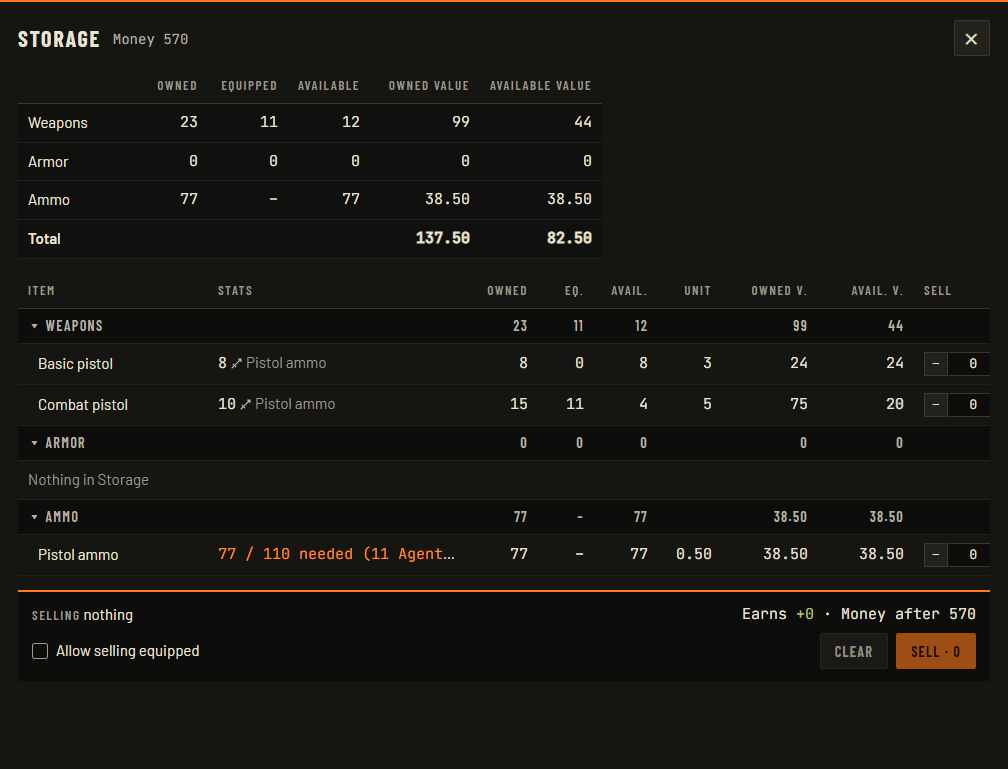 STORAGE Money 570 ✕
OWNED EQUIPPED AVAILABLE OWNED VALUE AVAILABLE VALUE
Weapons 23 11 12 99 44
Armor 0 0 0 0 0
Ammo 77 – 77 38.50 38.50
Total 137.50 82.50
ITEM STATS OWNED EQ. AVAIL. UNIT OWNED V. AVAIL. V. SELL
▾ WEAPONS 23 11 12 99 44
Basic pistol 8 Pistol ammo 8 0 8 3 24 24 − 0
Combat pistol 10 Pistol ammo 15 11 4 5 75 20 − 0
▾ ARMOR 0 0 0 0 0
Nothing in Storage
▾ AMMO 77 – 77 38.50 38.50
Pistol ammo 77 / 110 needed (11 Agent… 77 – 77 0.50 38.50 38.50 − 0
SELLING nothing Earns +0 · Money after 570
Allow selling equipped CLEAR SELL · 0